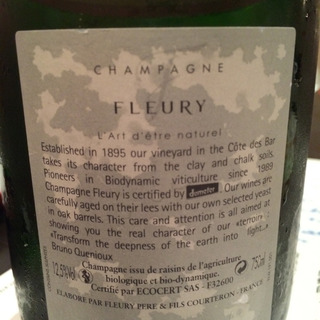 CHAMPAGNE
FLEURY
L'Art d'être naturel
Established in 1895 our vineyard in the Côte des Bar
takes its character from the clay and chalk soils.
Pioneers in Biodynamic viticulture since 1989
Champagne Fleury is certified by demeter. Our wines are
carefully aged on their lees with our own selected yeast
in oak barrels. This care and attention is all aimed at
showing you the real character of our «terroir».
«Transform the deepness of the earth into light...»
Bruno Quenioux
12,5%Vol
Champagne issu de raisins de l'agriculture
biologique et bio-dynamique.
Certifié par ECOCERT SAS - F32600
75cl
ELABORE PAR FLEURY PERE & FILS COURTERON - FRANCE